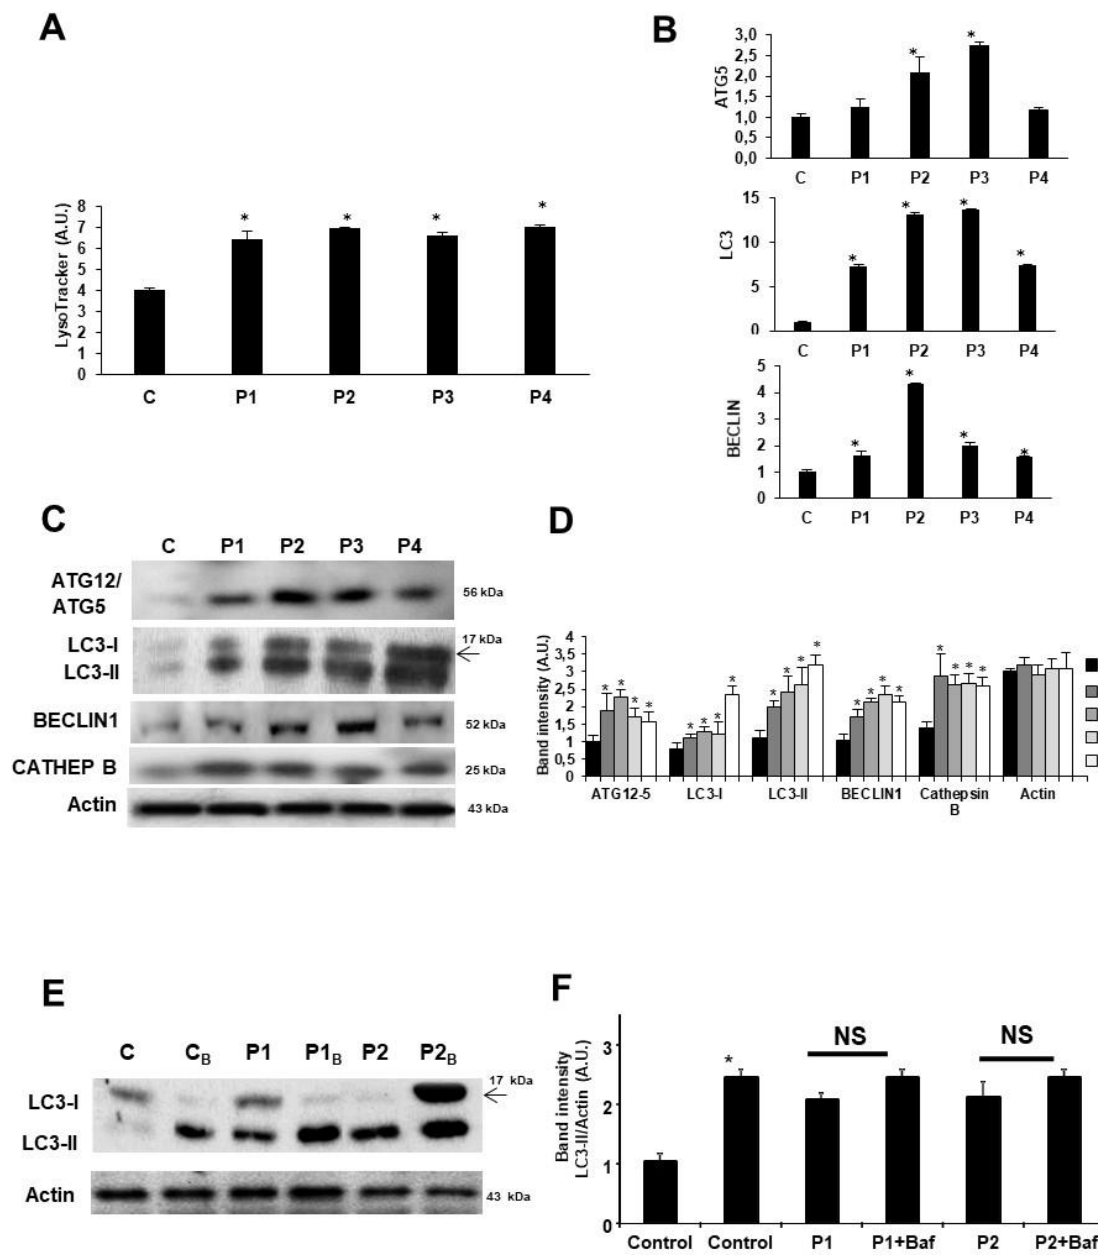 A
LysoTracker (A.U.)
8
7
6
5
4
3
2
1
0
*
*
*
*
C P1 P2 P3 P4
B
ATG5
3,0
2,5
2,0
1,5
1,0
0,5
0,0
*
*
C P1 P2 P3 P4
LC3
15
10
5
0
*
*
*
*
C P1 P2 P3 P4
BECLIN
5
4
3
2
1
0
*
*
*
*
C P1 P2 P3 P4
C
C P1 P2 P3 P4
ATG12/
ATG5
56 kDa
LC3-I
17 kDa
LC3-II
BECLIN1
52 kDa
CATHEP B
25 kDa
Actin
43 kDa
D
Band intensity (A.U.)
4
3,5
3
2,5
2
1,5
1
0,5
0
* * * *
* * * *
* * * *
* * * *
* * * *
ATG12-5 LC3-I LC3-II BECLIN1 Cathepsin Actin
B
E
C CB P1 P1B P2 P2B
17 kDa
LC3-I
LC3-II
Actin
43 kDa
F
Band intensity
LC3-II/Actin (A.U.)
3
2
1
0
*
NS
NS
Control Control P1 P1+Baf P2 P2+Baf